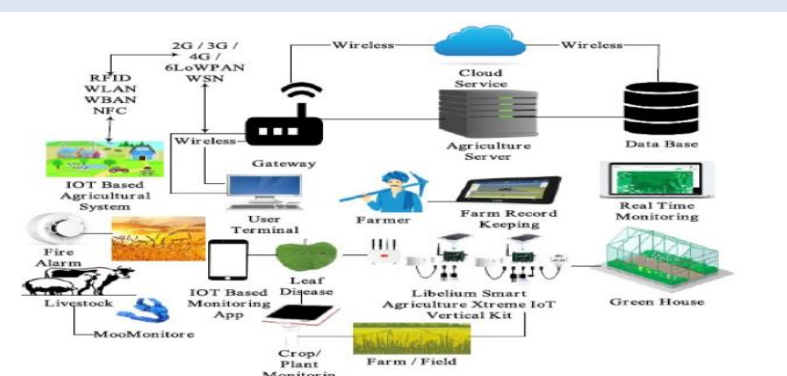 2G / 3G /
4G /
6LoWPAN
WSN
Wireless
Wireless
RFID
WLAN
WBAN
NFC
Cloud
Service
Wireless
Gateway
Agriculture
Server
Data Base
IOT Based
Agricultural
System
User
Terminal
Farmer
Farm Record
Keeping
Real Time
Monitoring
Fire
Alarm
Livestock
IOT Based
Monitoring
App
Leaf
Disease
Libelium Smart
Agriculture Xtreme IoT
Vertical Kit
Green House
MooMonitore
Crop/
Plant
Monitorin
Farm / Field